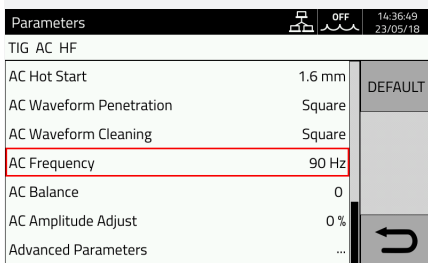 Parameters
OFF
14:36:49
23/05/18
TIG AC HF
AC Hot Start 1.6 mm
DEFAULT
AC Waveform Penetration Square
AC Waveform Cleaning Square
AC Frequency 90 Hz
AC Balance 0
AC Amplitude Adjust 0 %
Advanced Parameters ...